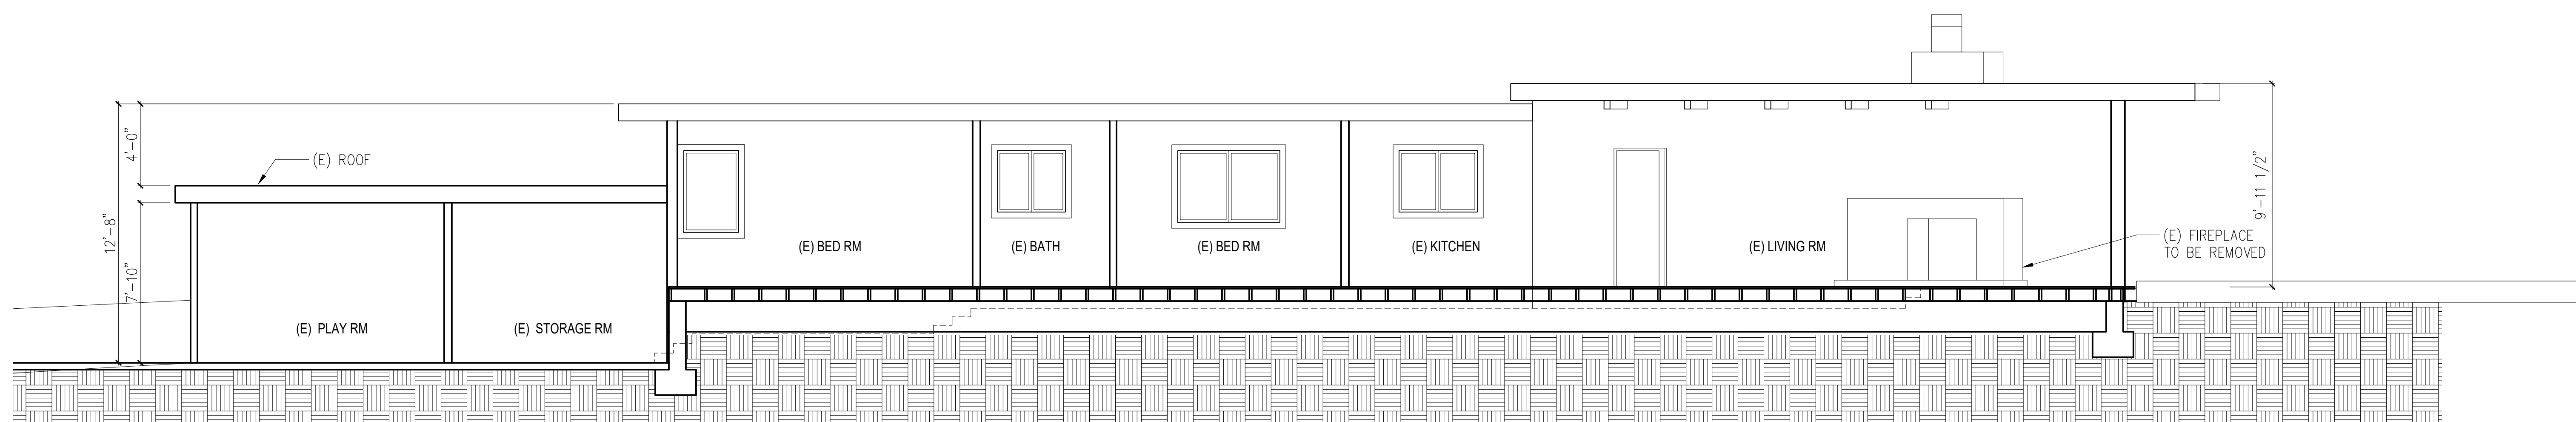 4'-0"
(E) ROOF
12'-8"
7'-10"
9'-11 1/2"
(E) BED RM
(E) BATH
(E) BED RM
(E) KITCHEN
(E) LIVING RM
(E) FIREPLACE
TO BE REMOVED
(E) PLAY RM
(E) STORAGE RM